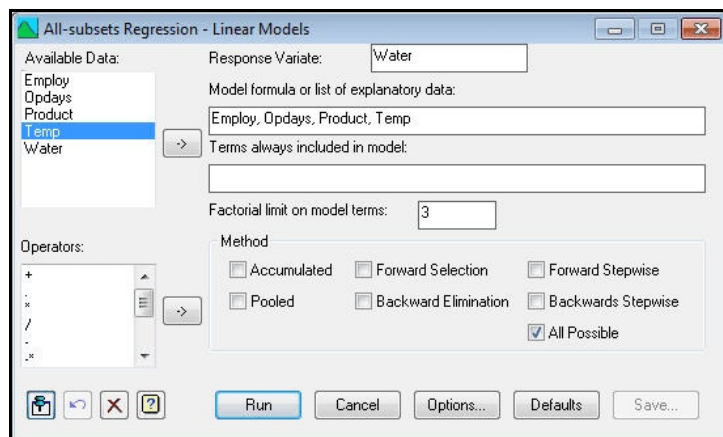 All-subsets Regression - Linear Models
Available Data:
Response Variate:
Water
Employ
Opdays
Product
Temp
Water
Model formula or list of explanatory data:
Employ, Opdays, Product, Temp
->
Terms always included in model:
Factorial limit on model terms:
3
Operators:
+
*
/
.
.*
->
Method
Accumulated
Forward Selection
Forward Stepwise
Pooled
Backward Elimination
Backwards Stepwise
All Possible
Run
Cancel
Options...
Defaults
Save...